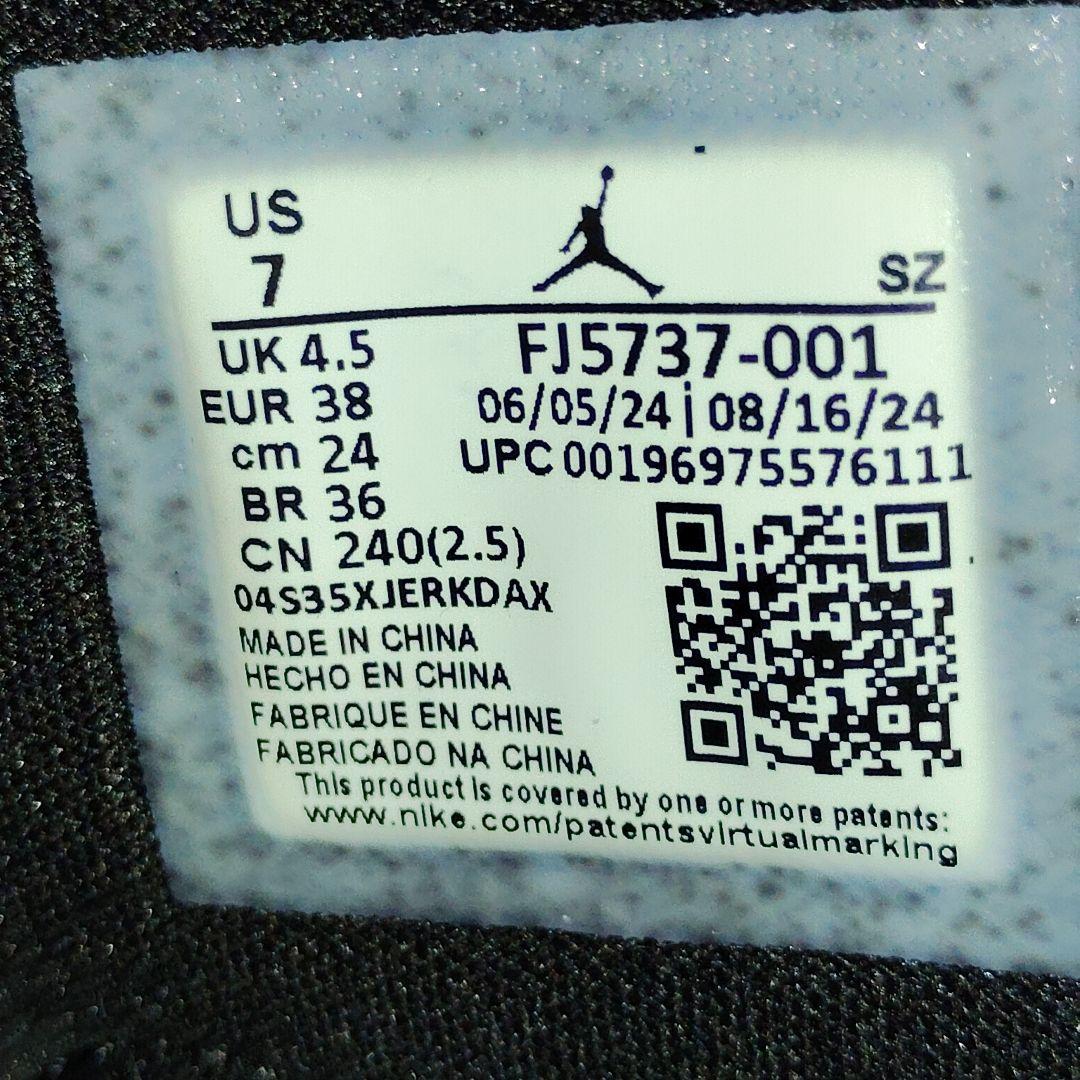 US
7
SZ
UK 4.5
FJ5737-001
EUR 38
06/05/24 | 08/16/24
cm 24
UPC 00196975576111
BR 36
CN 240(2.5)
04S35XJERKDAX
MADE IN CHINA
HECHO EN CHINA
FABRIQUE EN CHINE
FABRICADO NA CHINA
This product is covered by one or more patents:
www.nike.com/patentsvirtualmarking